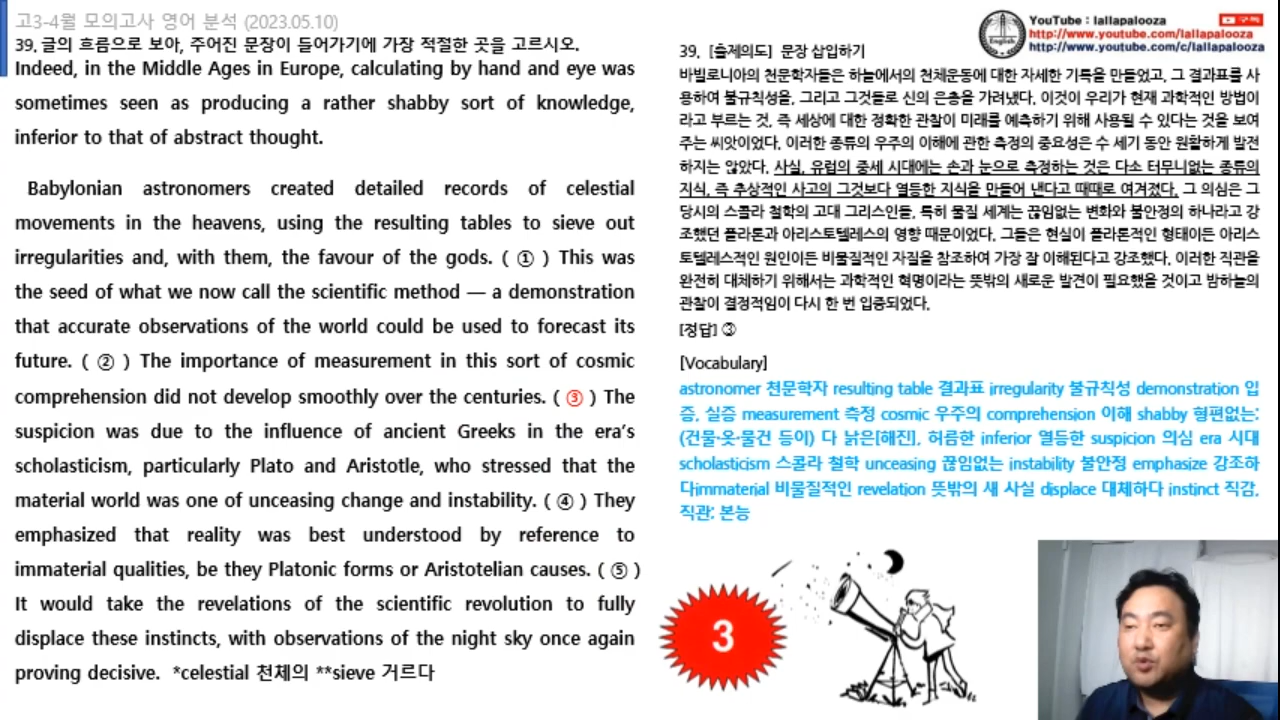 고3-4월 모의고사 영어 분석 (2023.05.10)
39. 글의 흐름으로 보아, 주어진 문장이 들어가기에 가장 적절한 곳을 고르시오.
Indeed, in the Middle Ages in Europe, calculating by hand and eye was
sometimes seen as producing a rather shabby sort of knowledge,
inferior to that of abstract thought.
Babylonian astronomers created detailed records of celestial
movements in the heavens, using the resulting tables to sieve out
irregularities and, with them, the favour of the gods. ( ① ) This was
the seed of what we now call the scientific method — a demonstration
that accurate observations of the world could be used to forecast its
future. ( ② ) The importance of measurement in this sort of cosmic
comprehension did not develop smoothly over the centuries. ( ③ ) The
suspicion was due to the influence of ancient Greeks in the era's
scholasticism, particularly Plato and Aristotle, who stressed that the
material world was one of unceasing change and instability. ( ④ ) They
emphasized that reality was best understood by reference to
immaterial qualities, be they Platonic forms or Aristotelian causes. ( ⑤ )
It would take the revelations of the scientific revolution to fully
displace these instincts, with observations of the night sky once again
proving decisive. *celestial 천체의 **sieve 거르다
English
YouTube : lallapalooza
구독
http://www.youtube.com/lallapalooza
http://www.youtube.com/c/lallapalooza
39. [출제의도] 문장 삽입하기
바빌로니아의 천문학자들은 하늘에서의 천체운동에 대한 자세한 기록을 만들었고, 그 결과표를 사
용하여 불규칙성을, 그리고 그것들로 신의 은총을 가려냈다. 이것이 우리가 현재 과학적인 방법이
라고 부르는 것, 즉 세상에 대한 정확한 관찰이 미래를 예측하기 위해 사용될 수 있다는 것을 보여
주는 씨앗이었다. 이러한 종류의 우주의 이해에 관한 측정의 중요성은 수 세기 동안 원활하게 발전
하지는 않았다. 사실, 유럽의 중세 시대에는 손과 눈으로 측정하는 것은 다소 터무니없는 종류의
지식, 즉 추상적인 사고의 그것보다 열등한 지식을 만들어 낸다고 때때로 여겨졌다. 그 의심은 그
당시의 스콜라 철학의 고대 그리스인들, 특히 물질 세계는 끊임없는 변화와 불안정의 하나라고 강
조했던 플라톤과 아리스토텔레스의 영향 때문이었다. 그들은 현실이 플라톤적인 형태이든 아리스
토텔레스적인 원인이든 비물질적인 자질을 참조하여 가장 잘 이해된다고 강조했다. 이러한 직관을
완전히 대체하기 위해서는 과학적인 혁명이라는 뜻밖의 새로운 발견이 필요했을 것이고 밤하늘의
관찰이 결정적임이 다시 한 번 입증되었다.
[정답] ③
[Vocabulary]
astronomer 천문학자 resulting table 결과표 irregularity 불규칙성 demonstration 입
증, 실증 measurement 측정 cosmic 우주의 comprehension 이해 shabby 형편없는;
(건물·옷·물건 등이) 다 낡은[해진], 허름한 inferior 열등한 suspicion 의심 era 시대
scholasticism 스콜라 철학 unceasing 끊임없는 instability 불안정 emphasize 강조하
다immaterial 비물질적인 revelation 뜻밖의 새 사실 displace 대체하다 instinct 직감,
직관; 본능
3